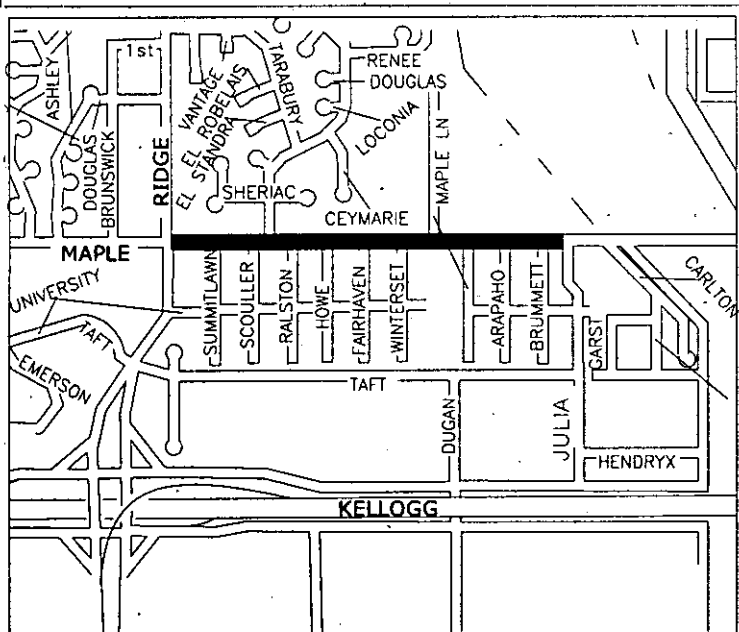 1st
ASHLEY
DOUGLAS
BRUNSWICK
RIDGE
VANTAGE
EL ROBELAIS
EL STANDRA
TARABURY
RENEE
DOUGLAS
LOCONIA
MAPLE LN
SHERIAC
CEYMARIE
MAPLE
UNIVERSITY
TAFT
EMERSON
SUMMITLAWN
SCOULLER
RALSTON
HOWE
FAIRHAVEN
WINTERSET
ARAPAHO
BRUMMETT
GARST
CARLTON
TAFT
DUGAN
JULIA
HENDRYX
KELLOGG